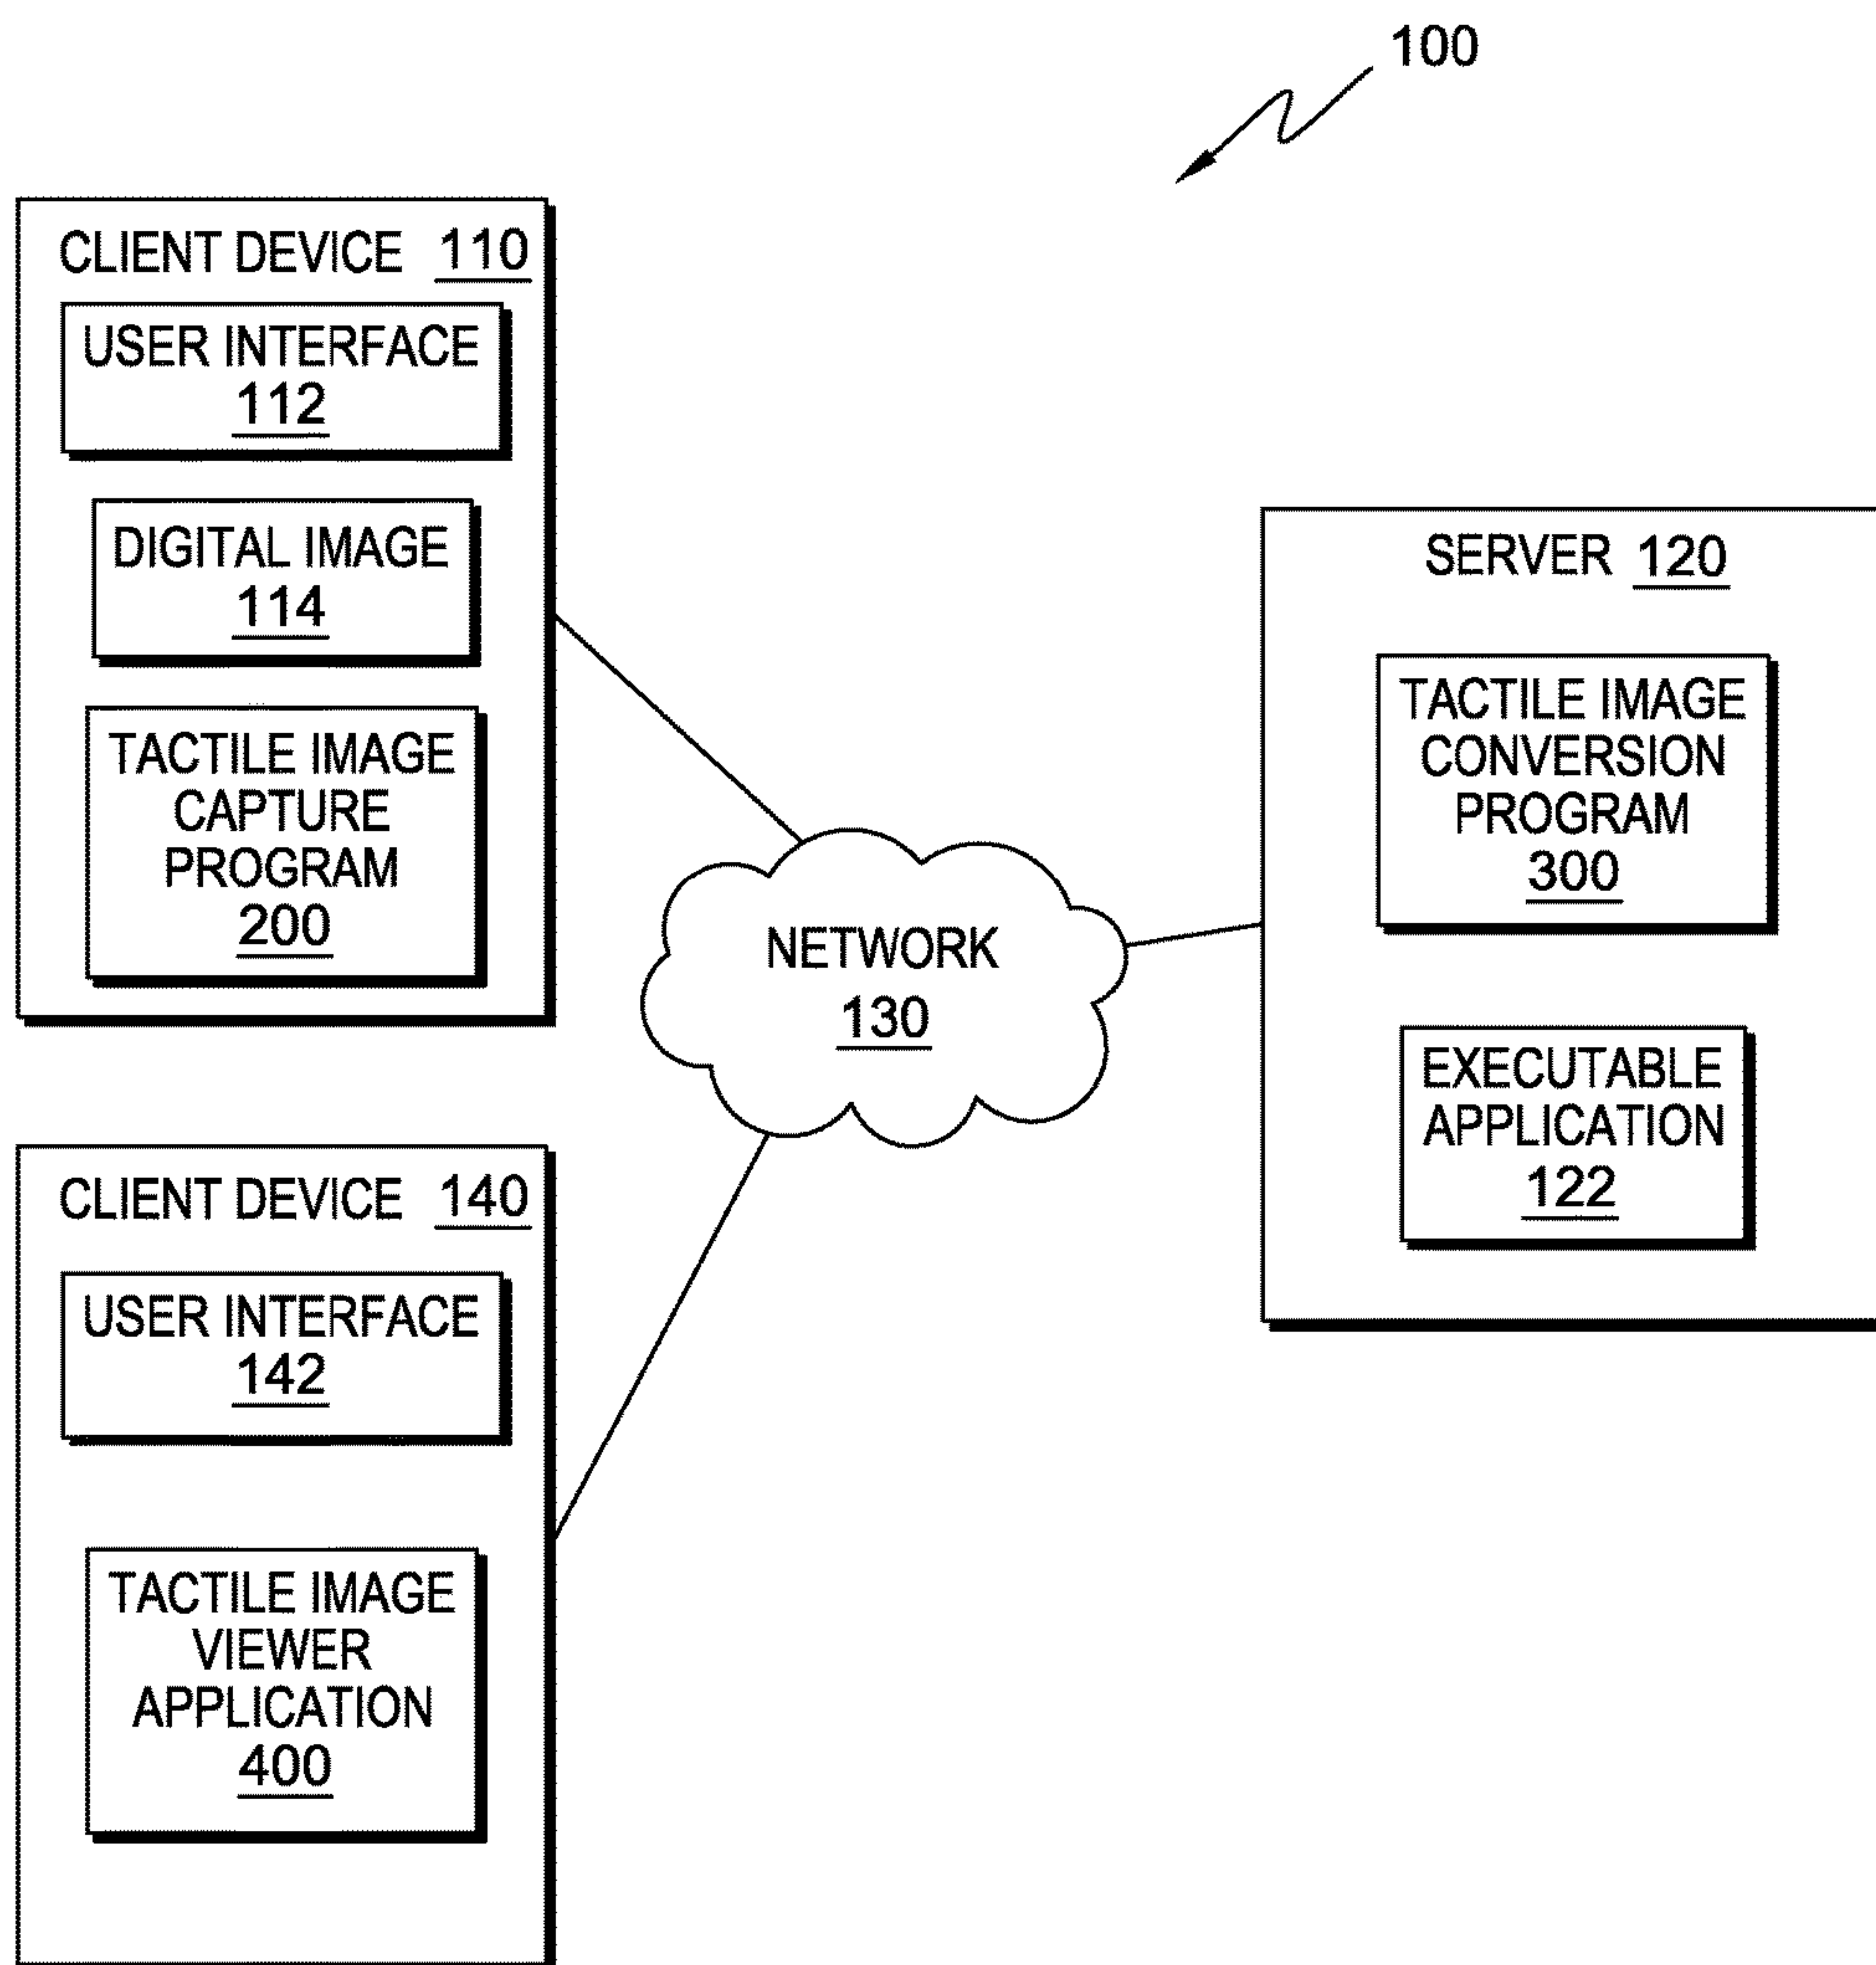 100
CLIENT DEVICE 110
USER INTERFACE
112
DIGITAL IMAGE
114
TACTILE IMAGE
CAPTURE
PROGRAM
200
SERVER 120
TACTILE IMAGE
CONVERSION
PROGRAM
300
EXECUTABLE
APPLICATION
122
NETWORK
130
CLIENT DEVICE 140
USER INTERFACE
142
TACTILE IMAGE
VIEWER
APPLICATION
400